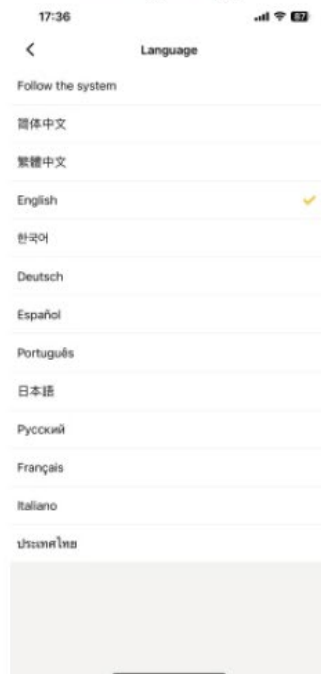 17:36
87
Language
Follow the system
简体中文
繁體中文
English
한국어
Deutsch
Español
Português
日本語
Русский
Français
Italiano
ประเทศไทย